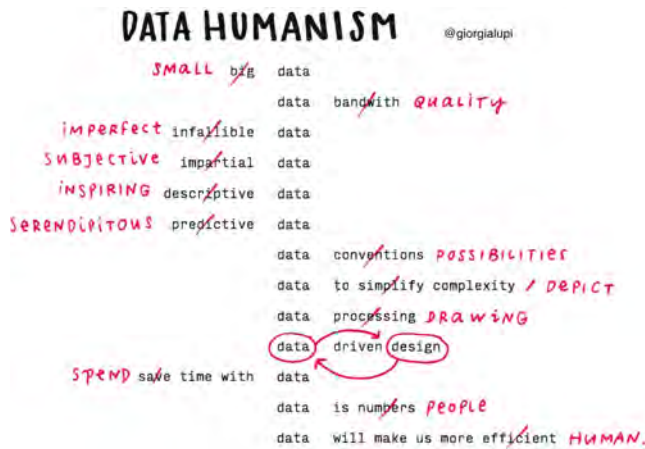 DATA HUMANISM @giorgialupi
SMALL big data
data bandwith QUALITY
IMPERFECT infallible data
SUBJECTIVE impartial data
INSPIRING descriptive data
SERENDIPITOUS predictive data
data conventions POSSIBILITIES
data to simplify complexity / DEPICT
data processing DRAWING
data driven design
SPEND save time with data
data is numbers PEOPLE
data will make us more efficient HUMAN.